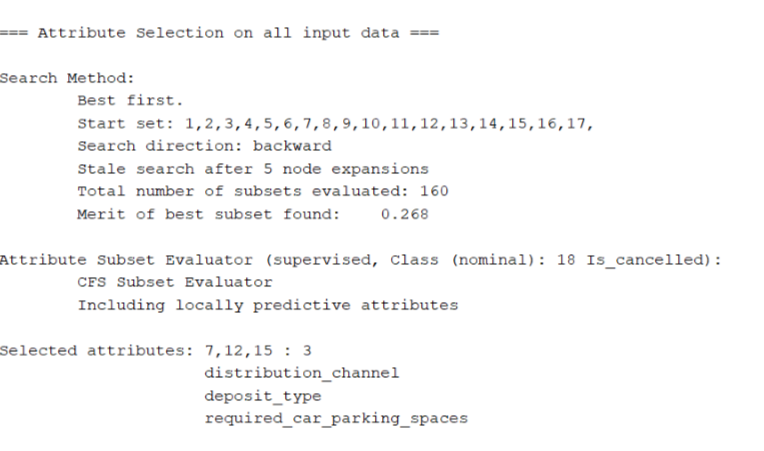 === Attribute Selection on all input data ===
Search Method:
Best first.
Start set: 1,2,3,4,5,6,7,8,9,10,11,12,13,14,15,16,17,
Search direction: backward
Stale search after 5 node expansions
Total number of subsets evaluated: 160
Merit of best subset found: 0.268
Attribute Subset Evaluator (supervised, Class (nominal): 18 Is_cancelled):
CFS Subset Evaluator
Including locally predictive attributes
Selected attributes: 7,12,15 : 3
distribution_channel
deposit_type
required_car_parking_spaces